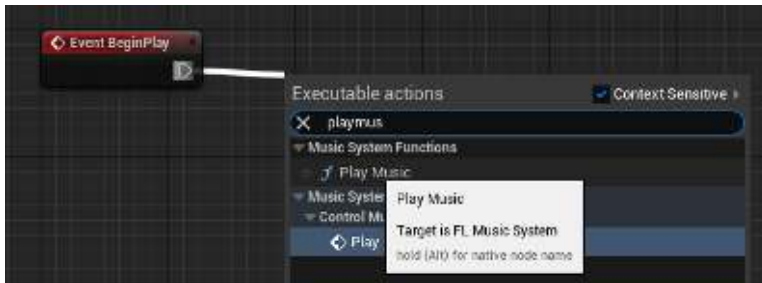 Event BeginPlay
Executable actions
Context Sensitive
playmus
Music System Functions
Play Music
Music Syste
Control Mu
Play
Play Music
Target is FL Music System
hold (Alt) for native node name